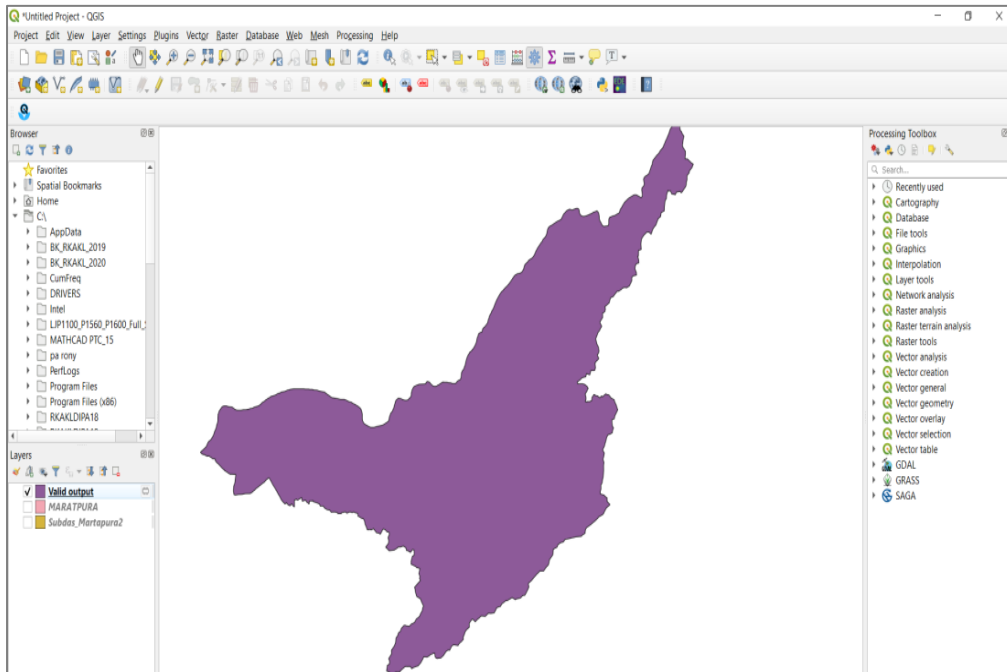 *Untitled Project - QGIS
Project Edit View Layer Settings Plugins Vector Raster Database Web Mesh Processing Help
Browser
Favorites
Spatial Bookmarks
Home
C:\
AppData
BK_RKAKL_2019
BK_RKAKL_2020
CumFreq
DRIVERS
Intel
LJP1100_P1560_P1600_Full_
MATHCAD PTC_15
pa rony
PerfLogs
Program Files
Program Files (x86)
RKAKLDIPA18
Layers
Valid output
MARATPURA
Subdas_Martapura2
Processing Toolbox
Search...
Recently used
Cartography
Database
File tools
Graphics
Interpolation
Layer tools
Network analysis
Raster analysis
Raster terrain analysis
Raster tools
Vector analysis
Vector creation
Vector general
Vector geometry
Vector overlay
Vector selection
Vector table
GDAL
GRASS
SAGA